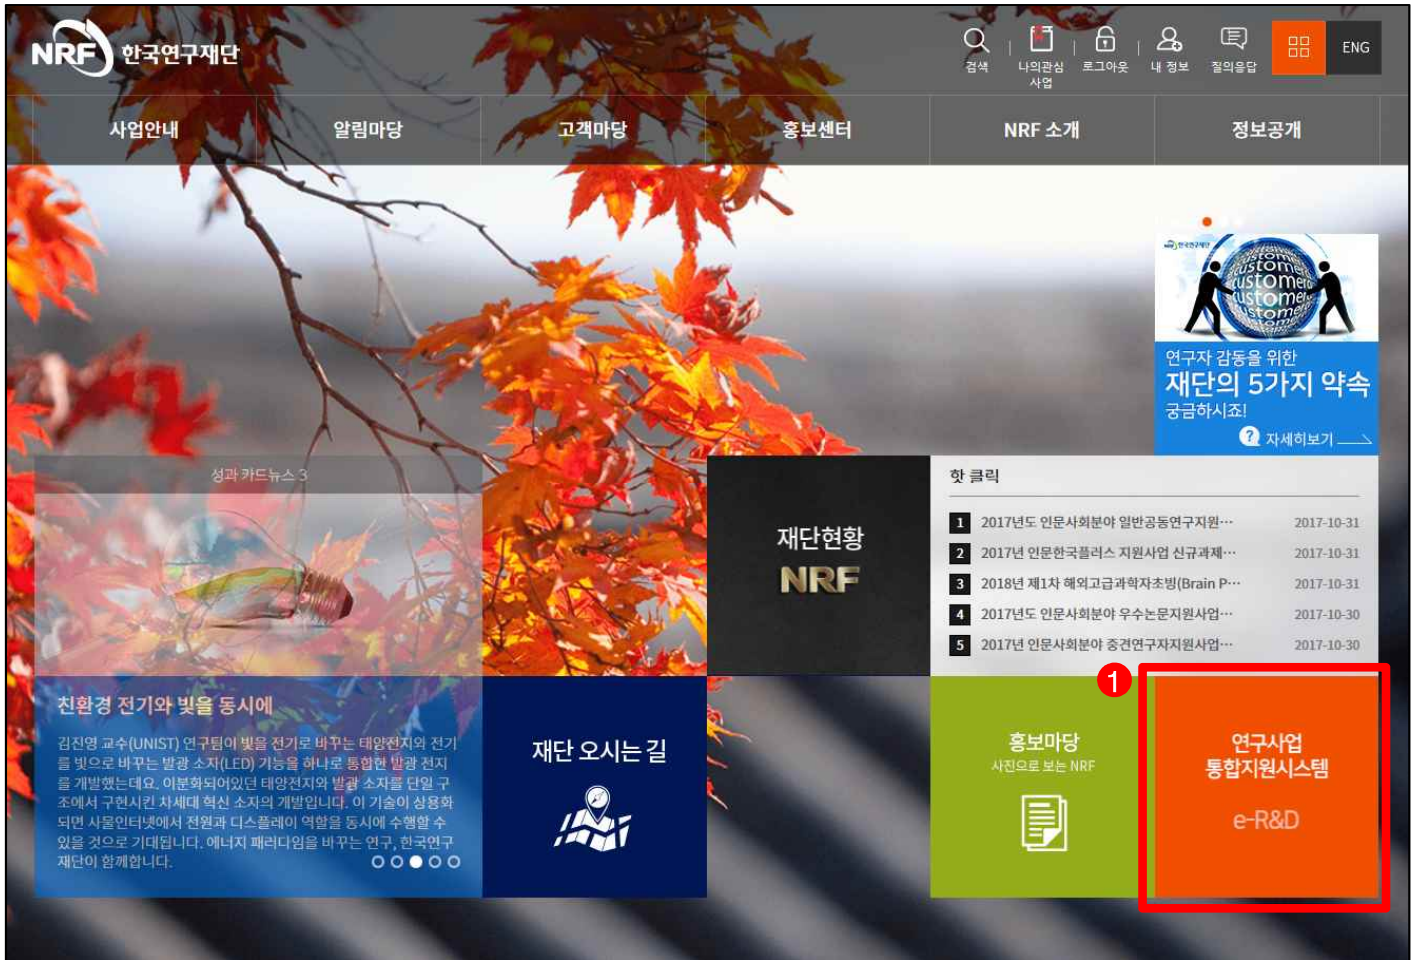 NRF 한국연구재단
검색
나의관심
사업
로그아웃
내 정보
질의응답
ENG
사업안내
알림마당
고객마당
홍보센터
NRF 소개
정보공개
한국연구재단
customer
customer
customer
customer
연구자 감동을 위한
재단의 5가지 약속
궁금하시죠!
? 자세히보기
성과 카드뉴스 3
친환경 전기와 빛을 동시에
김진영 교수(UNIST) 연구팀이 빛을 전기로 바꾸는 태양전지와 전기
를 빛으로 바꾸는 발광 소자(LED) 기능을 하나로 통합한 발광 전지
를 개발했는데요. 이분화되어있던 태양전지와 발광 소자를 단일 구
조에서 구현시킨 차세대 혁신 소자의 개발입니다. 이 기술이 상용화
되면 사물인터넷에서 전원과 디스플레이 역할을 동시에 수행할 수
있을 것으로 기대됩니다. 에너지 패러다임을 바꾸는 연구, 한국연구
재단이 함께합니다.
재단 오시는 길
재단현황
NRF
핫 클릭
1 2017년도 인문사회분야 일반공동연구지원… 2017-10-31
2 2017년 인문한국플러스 지원사업 신규과제… 2017-10-31
3 2018년 제1차 해외고급과학자초빙(Brain P… 2017-10-31
4 2017년도 인문사회분야 우수논문지원사업… 2017-10-30
5 2017년 인문사회분야 중견연구자지원사업… 2017-10-30
홍보마당
사진으로 보는 NRF
1
연구사업
통합지원시스템
e-R&D